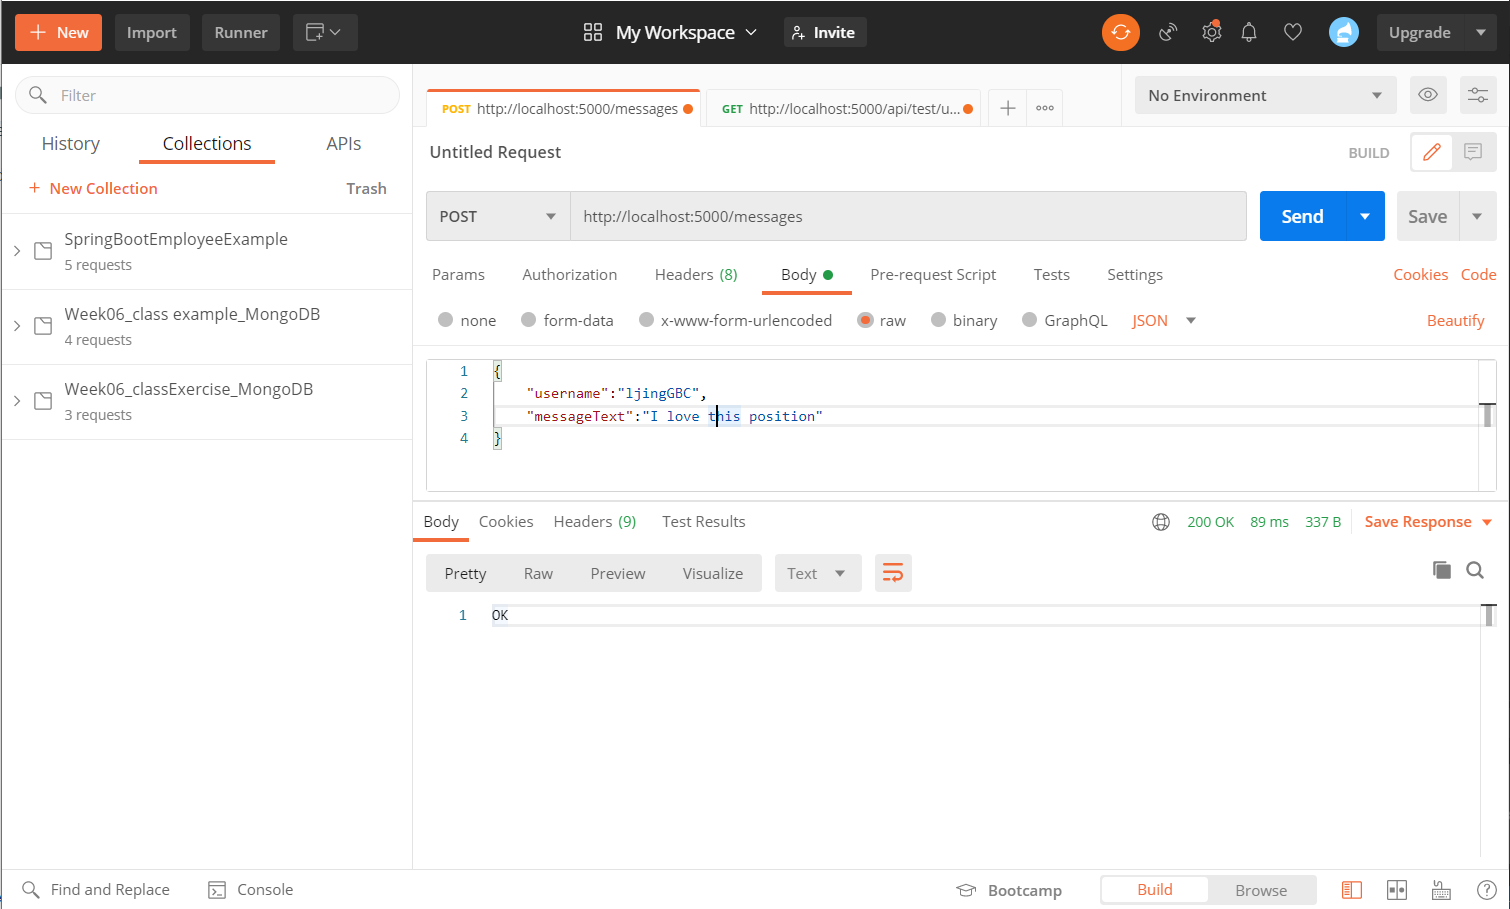 New Import Runner My Workspace Invite Upgrade
Filter
POST http://localhost:5000/messages GET http://localhost:5000/api/test/u... No Environment
History Collections APIs
Untitled Request BUILD
+ New Collection Trash
POST http://localhost:5000/messages Send Save
SpringBootEmployeeExample
5 requests
Params Authorization Headers (8) Body Pre-request Script Tests Settings Cookies Code
Week06_class example_MongoDB
4 requests
none form-data x-www-form-urlencoded raw binary GraphQL JSON Beautify
Week06_classExercise_MongoDB
3 requests
1 {
2 "username":"ljingGBC",
3 "messageText":"I love this position"
4 }
Body Cookies Headers (9) Test Results 200 OK 89 ms 337 B Save Response
Pretty Raw Preview Visualize Text
1 OK
Find and Replace Console Bootcamp Build Browse